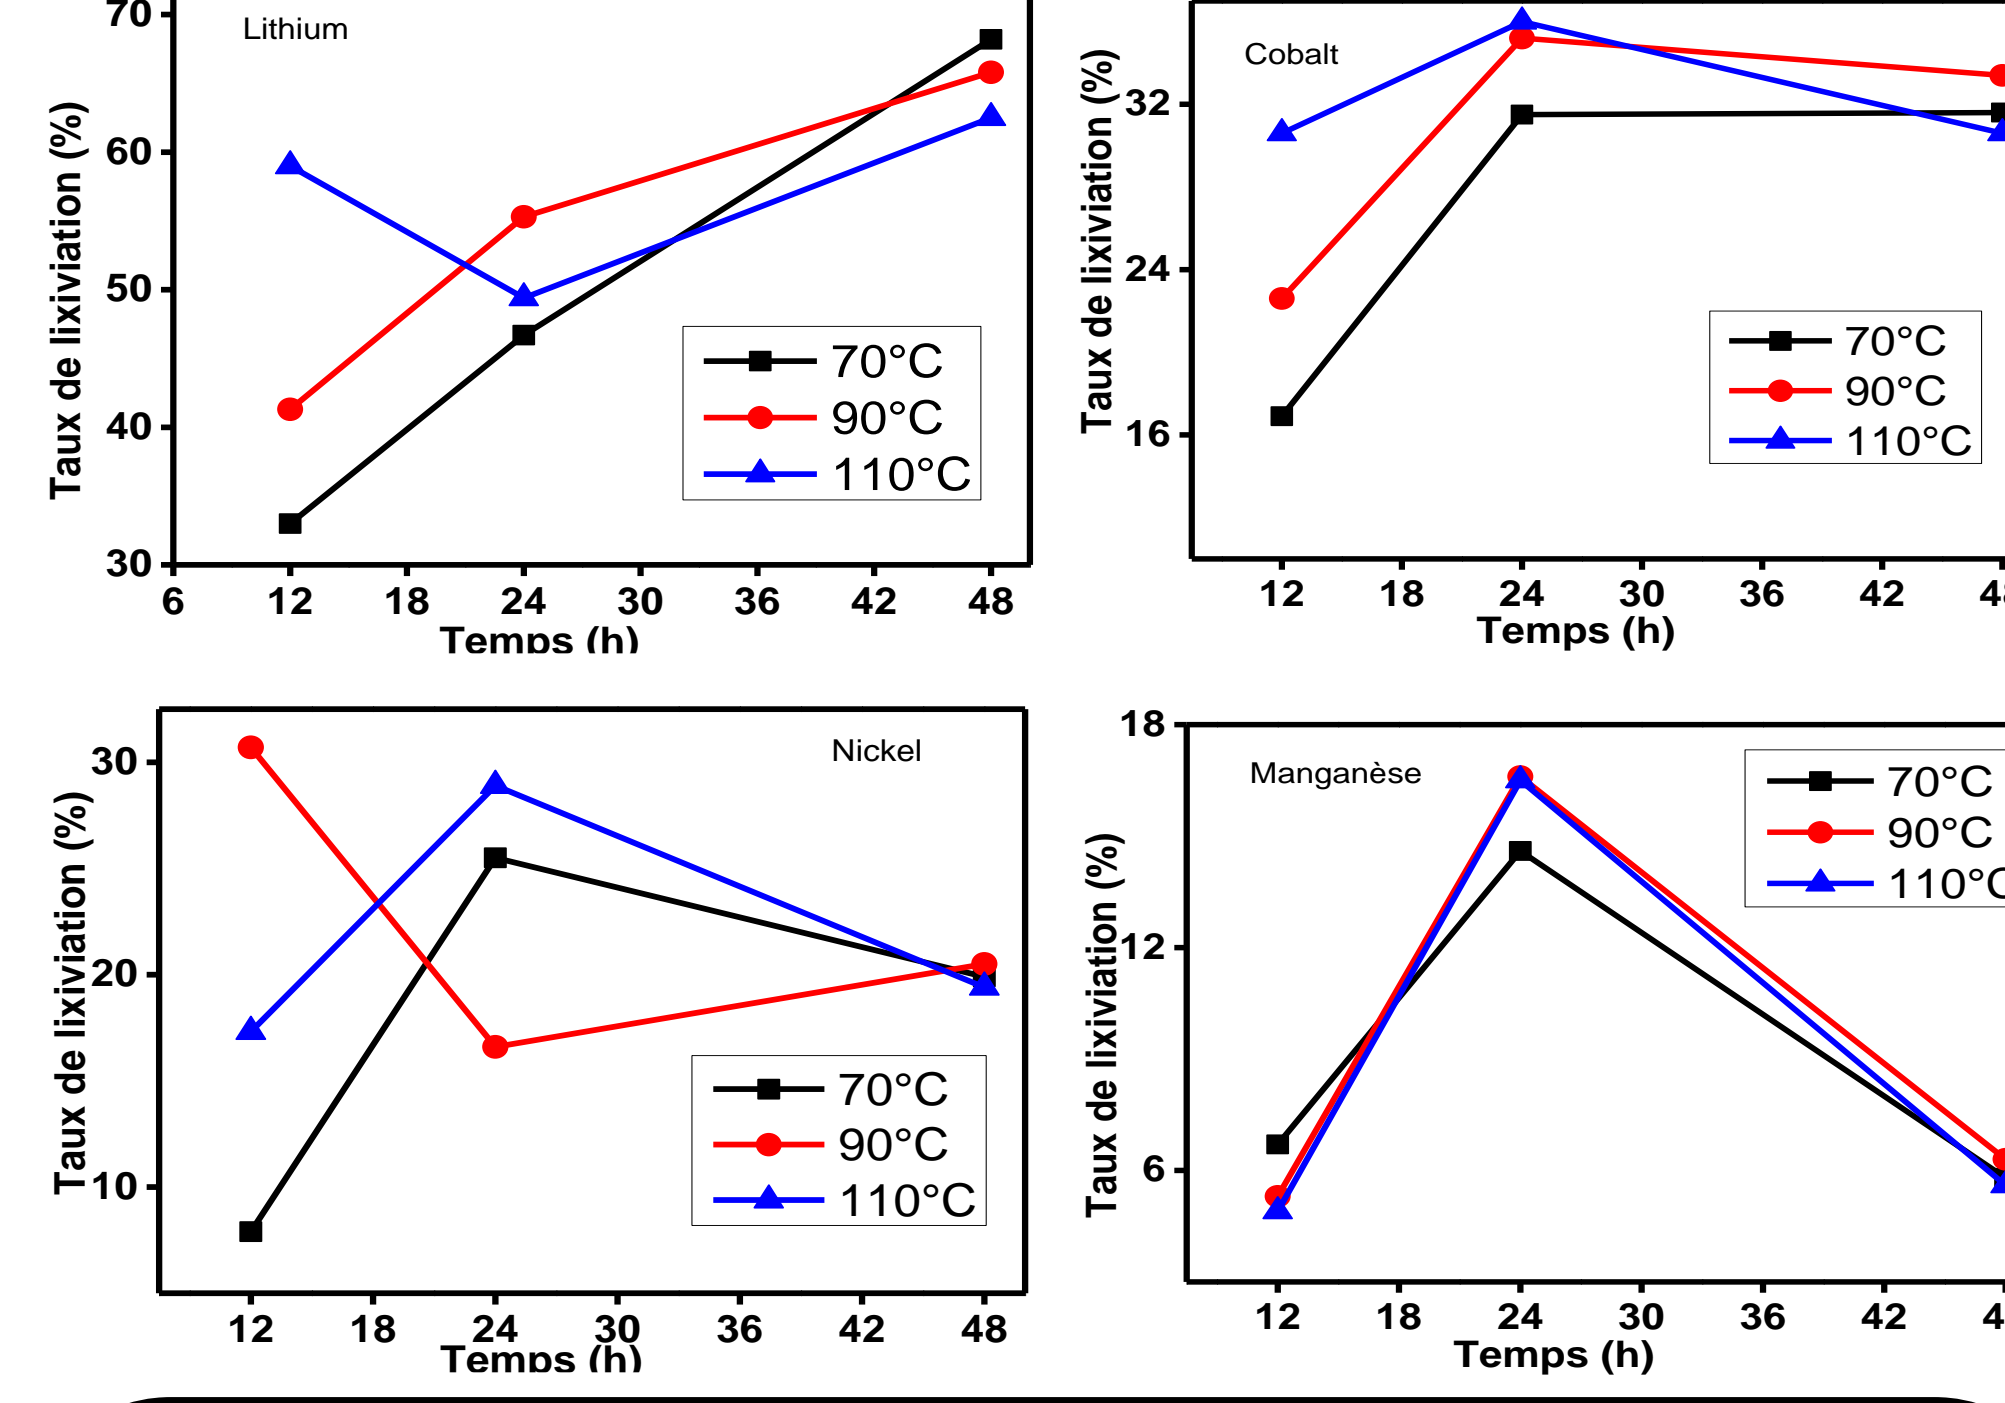 Lithium
Taux de lixiviation (%)
70
60
50
40
30
6 12 18 24 30 36 42 48
Temps (h)
70°C
90°C
110°C
Cobalt
Taux de lixiviation (%)
32
24
16
12 18 24 30 36 42
Temps (h)
70°C
90°C
110°C
Nickel
Taux de lixiviation (%)
30
20
10
12 18 24 30 36 42 48
Temps (h)
70°C
90°C
110°C
Manganèse
Taux de lixiviation (%)
18
12
6
12 18 24 30 36 42
Temps (h)
70°C
90°C
110°C